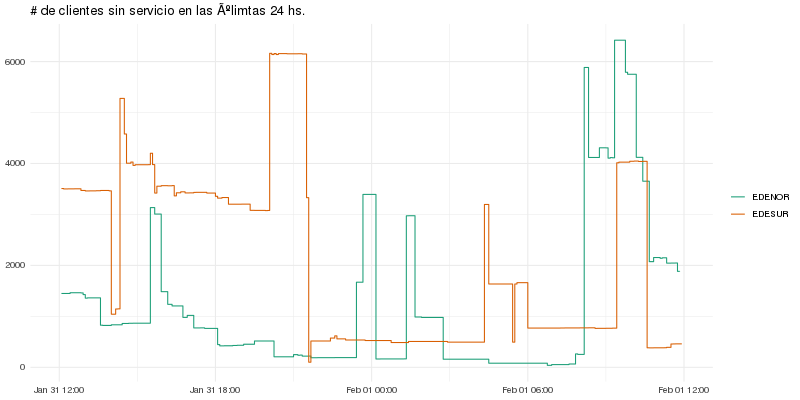 # de clientes sin servicio en las Ãºlimtas 24 hs.
6000
4000
2000
0
Jan 31 12:00
Jan 31 18:00
Feb 01 00:00
Feb 01 06:00
Feb 01 12:00
EDENOR
EDESUR